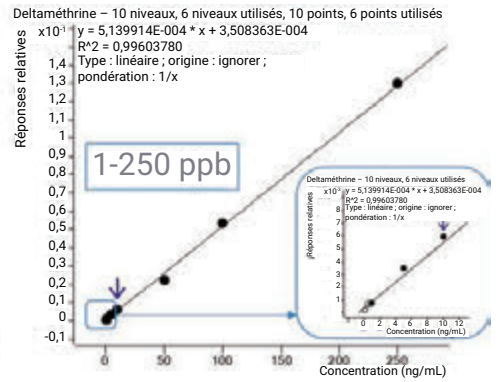 Deltaméthrine – 10 niveaux, 6 niveaux utilisés, 10 points, 6 points utilisés
Réponses relatives
x10⁻¹
y = 5,139914E-004 * x + 3,508363E-004
R^2 = 0,99603780
Type : linéaire ; origine : ignorer ;
pondération : 1/x
1,4
1,3
1,2
1,1
1
0,9
0,8
0,7
0,6
0,5
0,4
0,3
0,2
0,1
0
-0,1
1-250 ppb
0
50
100
150
200
250
Concentration (ng/mL)
Deltaméthrine – 10 niveaux, 6 niveaux utilisés
Réponses relatives
y = 5,139914E-004 * x + 3,508363E-004
R^2 = 0,99603780
Type : linéaire ; origine : ignorer ;
pondération : 1/x
8
7
6
5
4
3
2
1
0
2
4
6
8
10
12
Concentration (ng/mL)